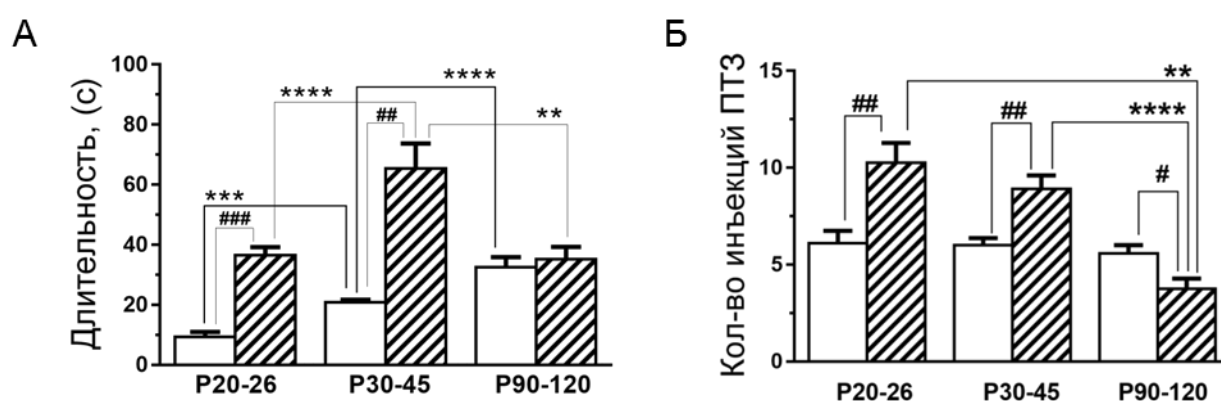 А
Длительность, (с)
100
80
60
40
20
0
***
###
****
##
****
**
P20-26
P30-45
P90-120
Б
Кол-во инъекций ПТЗ
15
10
5
0
##
##
**
****
#
P20-26
P30-45
P90-120